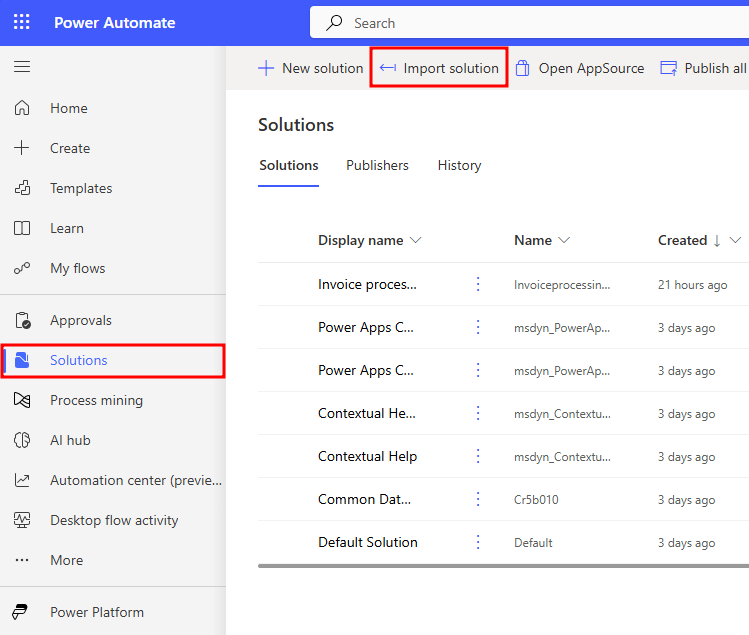 Power Automate
Search
New solution
Import solution
Open AppSource
Publish all
Home
Create
Templates
Learn
My flows
Approvals
Solutions
Process mining
AI hub
Automation center (previe...
Desktop flow activity
More
Power Platform
Solutions
Solutions Publishers History
Display name Name Created
Invoice proces... Invoiceprocessin... 21 hours ago
Power Apps C... msdyn_PowerAp... 3 days ago
Power Apps C... msdyn_PowerAp... 3 days ago
Contextual He... msdyn_Contextu... 3 days ago
Contextual Help msdyn_Contextu... 3 days ago
Common Dat... Cr5b010 3 days ago
Default Solution Default 3 days ago